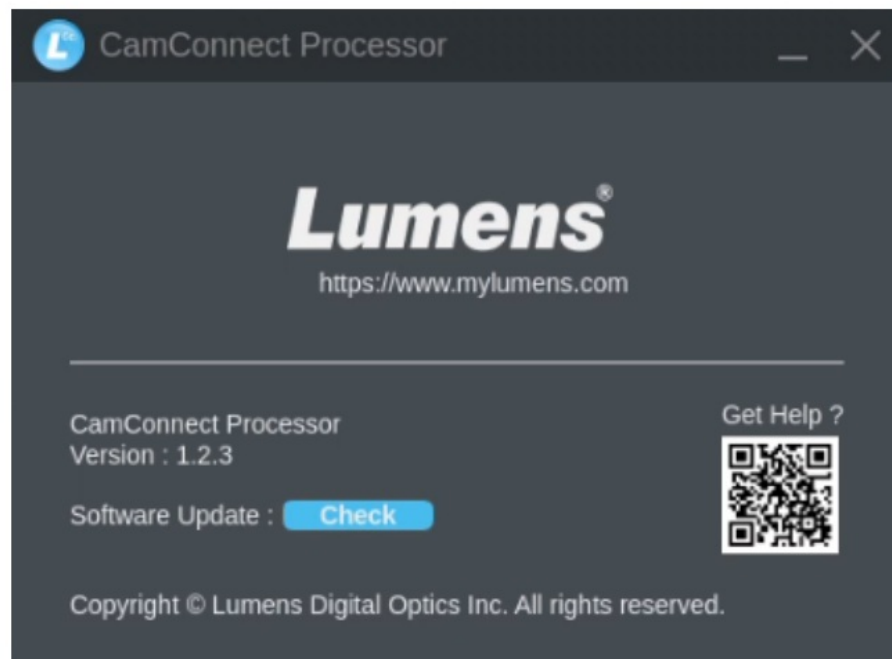 CamConnect Processor
Lumens®
https://www.mylumens.com
CamConnect Processor
Version : 1.2.3
Get Help ?
Software Update : Check
Copyright © Lumens Digital Optics Inc. All rights reserved.